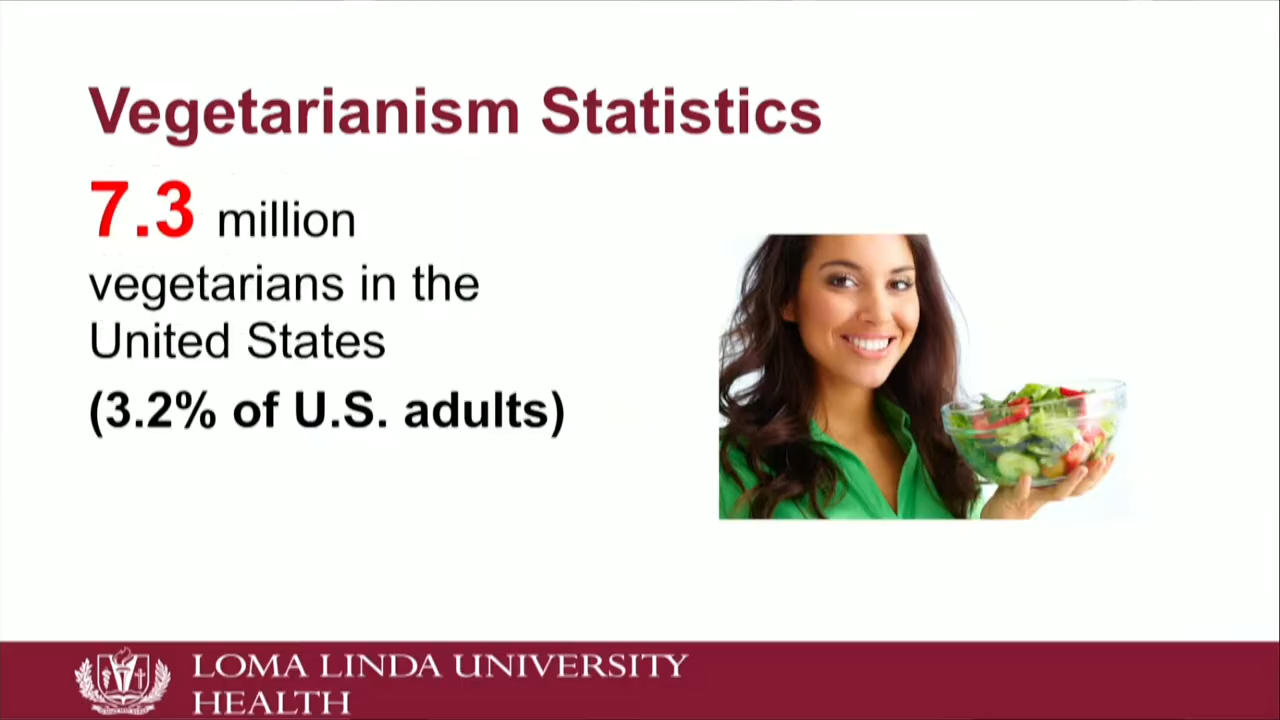 Vegetarianism Statistics
7.3 million
vegetarians in the
United States
(3.2% of U.S. adults)
LOMA LINDA UNIVERSITY
HEALTH